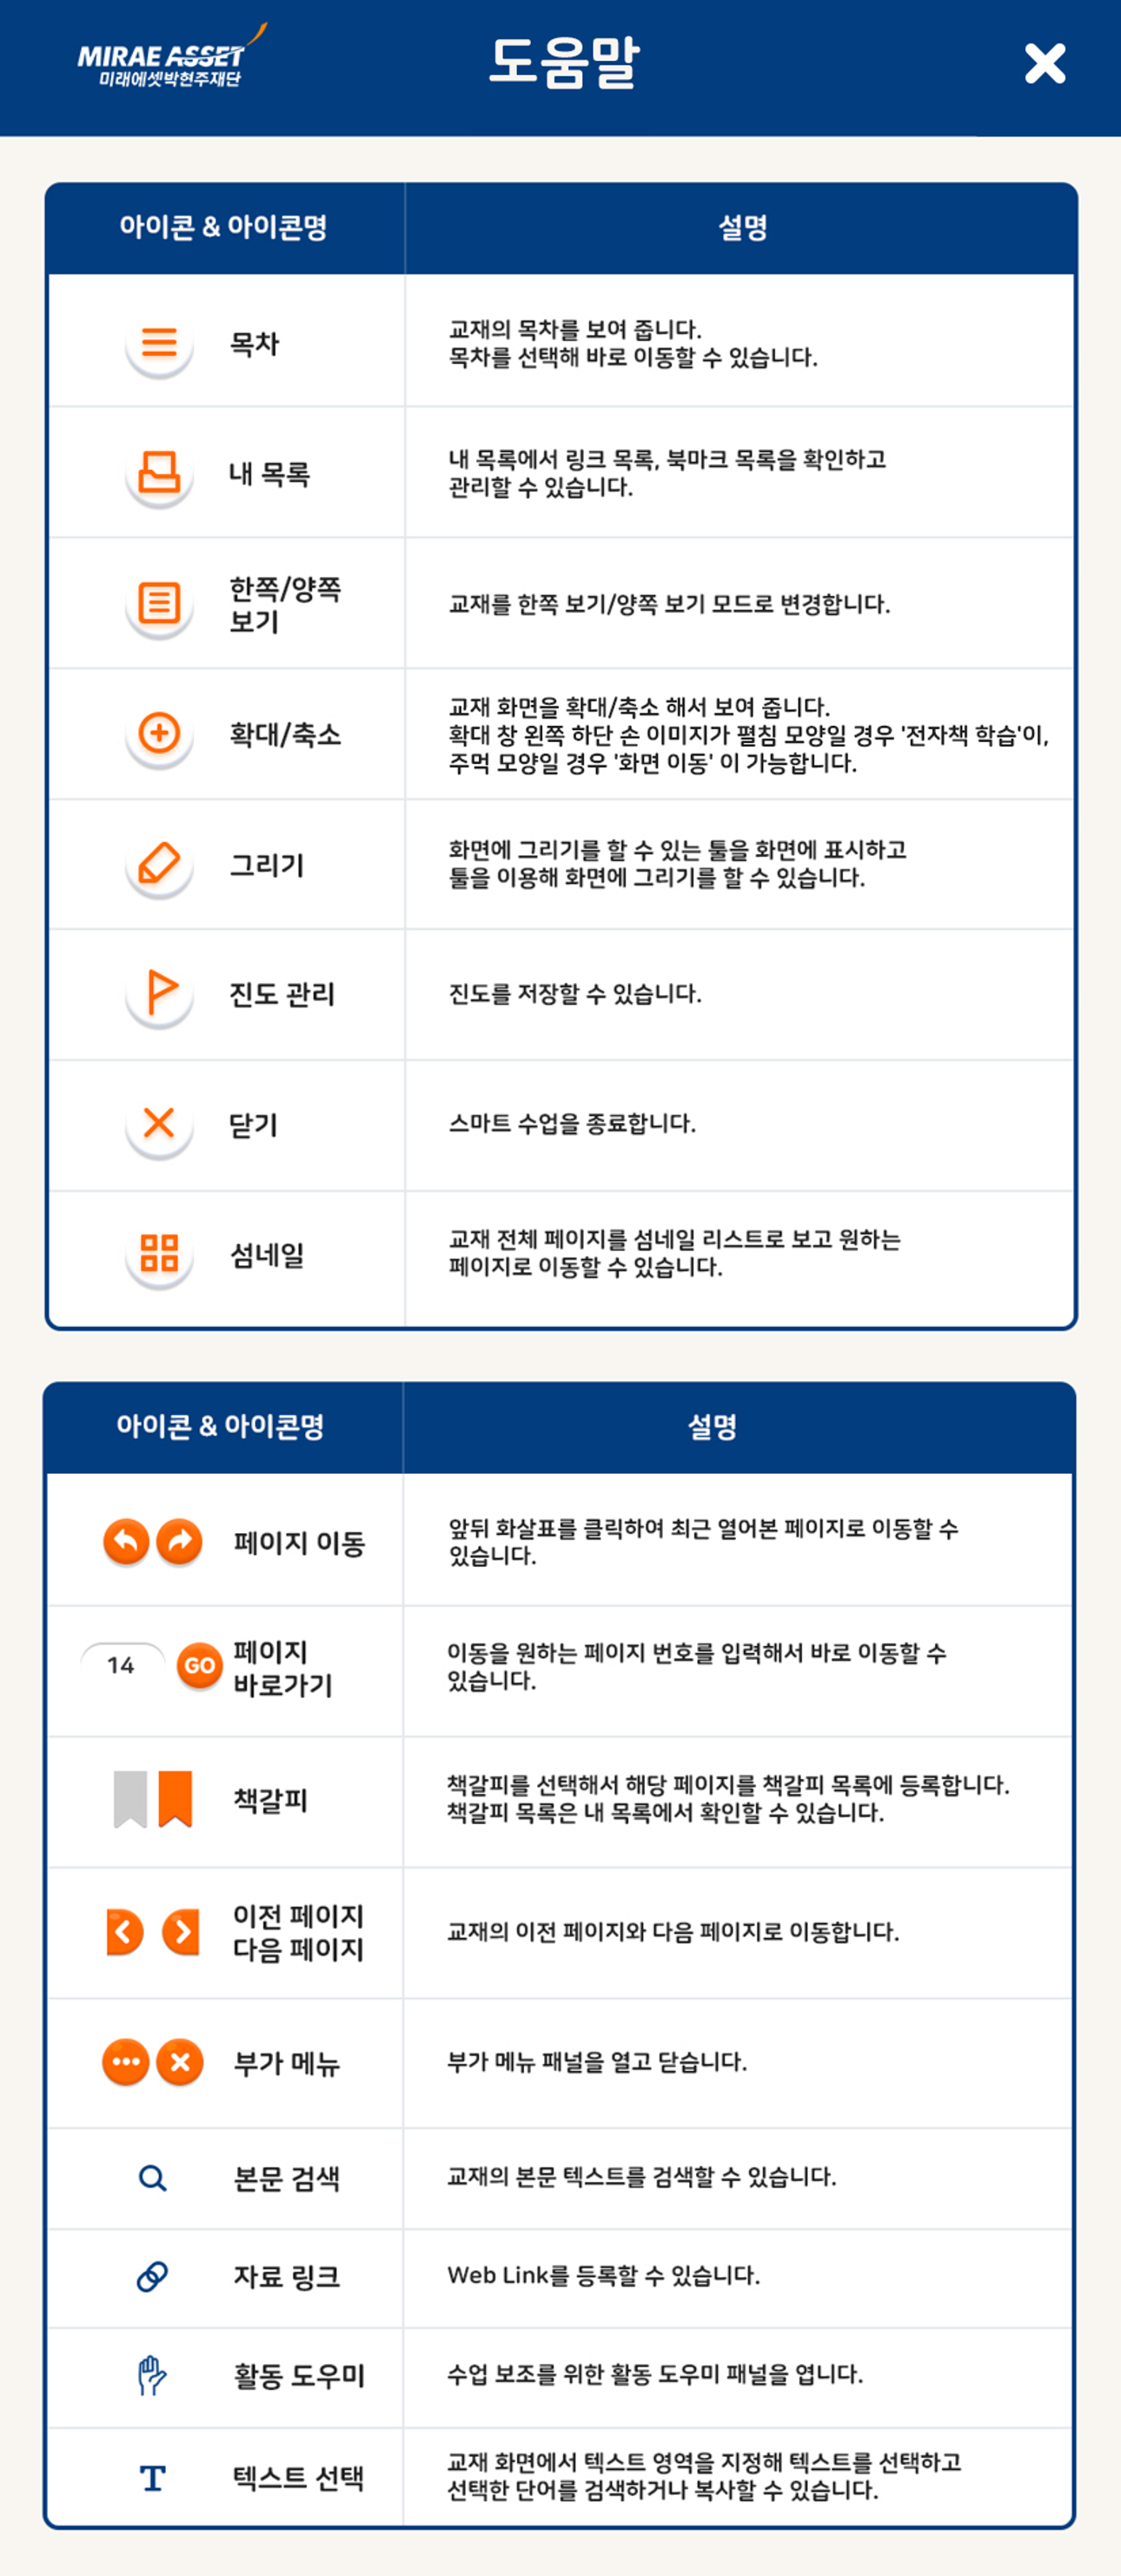 MIRAE ASSET
미래에셋박현주재단
도움말
아이콘 & 아이콘명
설명
목차
교재의 목차를 보여 줍니다.
목차를 선택해 바로 이동할 수 있습니다.
내 목록
내 목록에서 링크 목록, 북마크 목록을 확인하고
관리할 수 있습니다.
한쪽/양쪽
보기
교재를 한쪽 보기/양쪽 보기 모드로 변경합니다.
확대/축소
교재 화면을 확대/축소 해서 보여 줍니다.
확대 창 왼쪽 하단 손 이미지가 펼침 모양일 경우 '전자책 학습'이,
주먹 모양일 경우 '화면 이동' 이 가능합니다.
그리기
화면에 그리기를 할 수 있는 툴을 화면에 표시하고
툴을 이용해 화면에 그리기를 할 수 있습니다.
진도 관리
진도를 저장할 수 있습니다.
닫기
스마트 수업을 종료합니다.
섬네일
교재 전체 페이지를 섬네일 리스트로 보고 원하는
페이지로 이동할 수 있습니다.
아이콘 & 아이콘명
설명
페이지 이동
앞뒤 화살표를 클릭하여 최근 열어본 페이지로 이동할 수
있습니다.
14
GO
페이지
바로가기
이동을 원하는 페이지 번호를 입력해서 바로 이동할 수
있습니다.
책갈피
책갈피를 선택해서 해당 페이지를 책갈피 목록에 등록합니다.
책갈피 목록은 내 목록에서 확인할 수 있습니다.
이전 페이지
다음 페이지
교재의 이전 페이지와 다음 페이지로 이동합니다.
부가 메뉴
부가 메뉴 패널을 열고 닫습니다.
본문 검색
교재의 본문 텍스트를 검색할 수 있습니다.
자료 링크
Web Link를 등록할 수 있습니다.
활동 도우미
수업 보조를 위한 활동 도우미 패널을 엽니다.
T
텍스트 선택
교재 화면에서 텍스트 영역을 지정해 텍스트를 선택하고
선택한 단어를 검색하거나 복사할 수 있습니다.